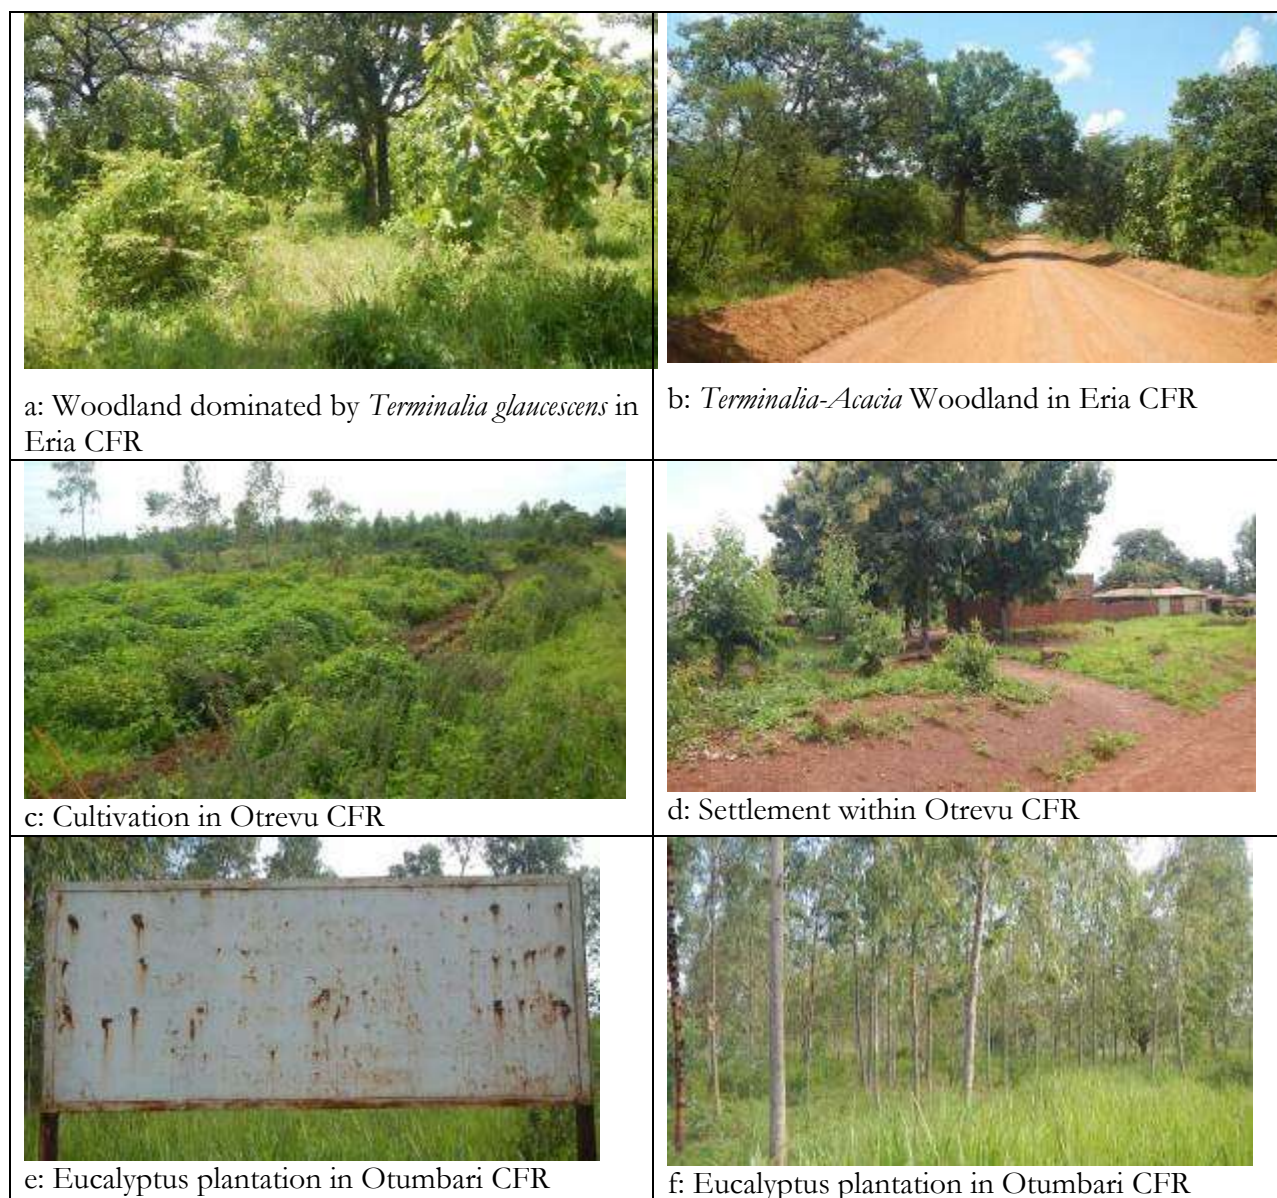 a: Woodland dominated by Terminalia glaucescens in
Eria CFR
b: Terminalia-Acacia Woodland in Eria CFR
c: Cultivation in Otrevu CFR
d: Settlement within Otrevu CFR
e: Eucalyptus plantation in Otumbari CFR
f: Eucalyptus plantation in Otumbari CFR